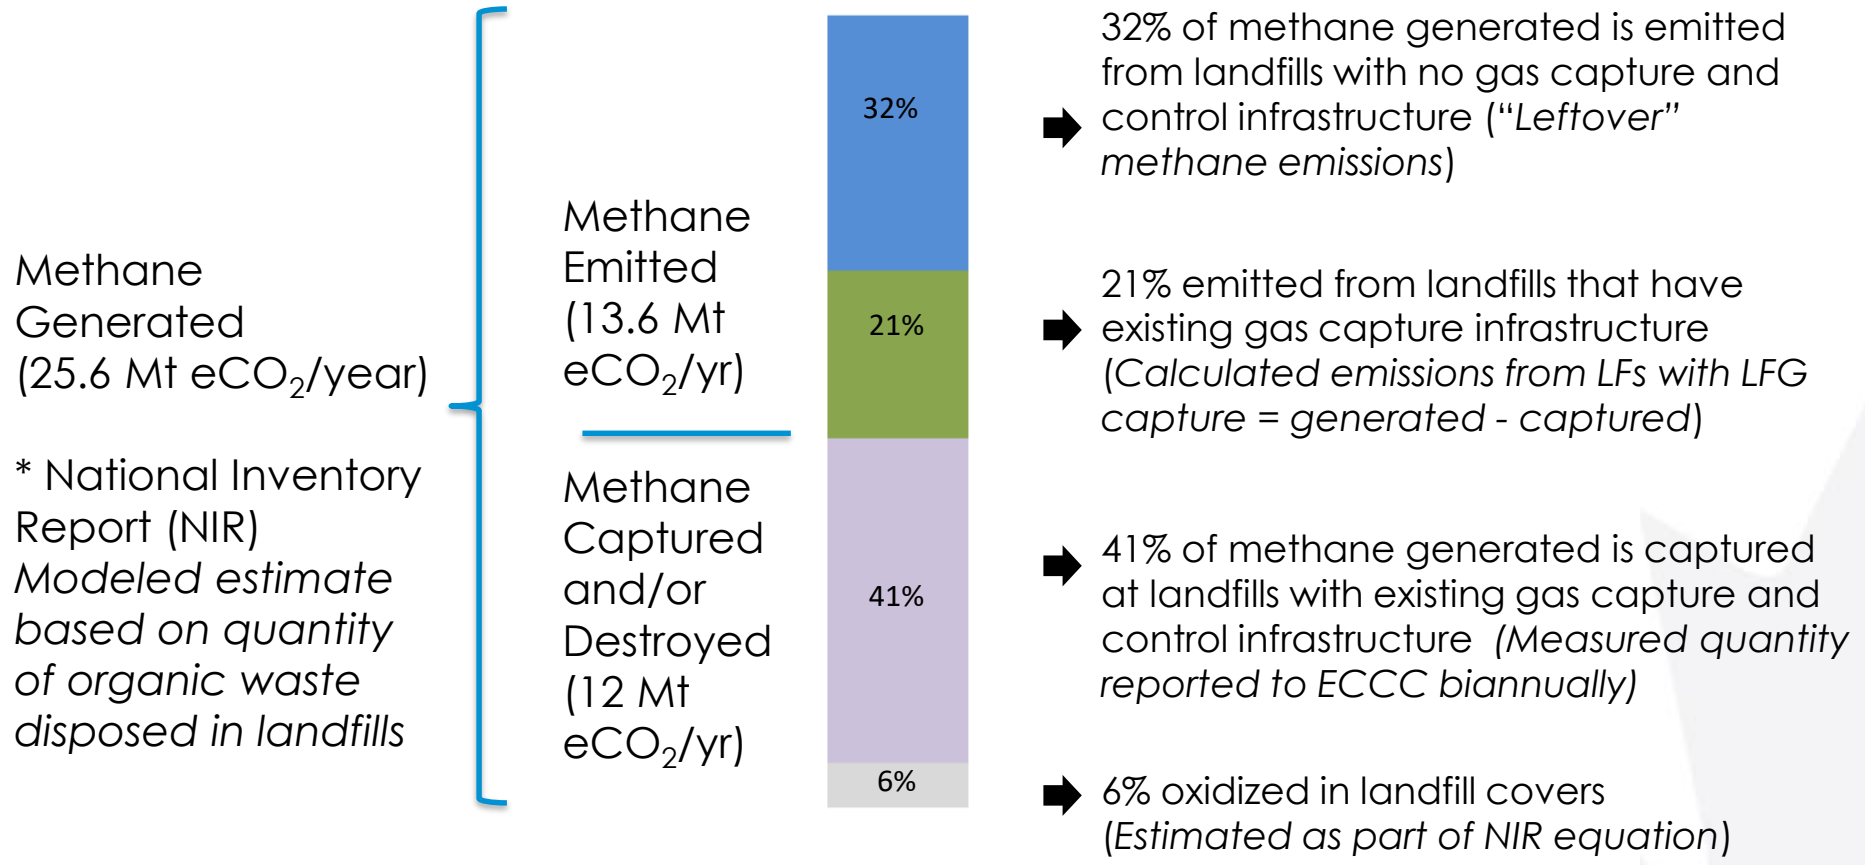 Methane
Generated
(25.6 Mt eCO₂/year)
* National Inventory
Report (NIR)
Modeled estimate
based on quantity
of organic waste
disposed in landfills
Methane
Emitted
(13.6 Mt
eCO₂/yr)
Methane
Captured
and/or
Destroyed
(12 Mt
eCO₂/yr)
32%
21%
41%
6%
32% of methane generated is emitted
from landfills with no gas capture and
control infrastructure (“Leftover”
methane emissions)
21% emitted from landfills that have
existing gas capture infrastructure
(Calculated emissions from LFs with LFG
capture = generated - captured)
41% of methane generated is captured
at landfills with existing gas capture and
control infrastructure (Measured quantity
reported to ECCC biannually)
6% oxidized in landfill covers
(Estimated as part of NIR equation)